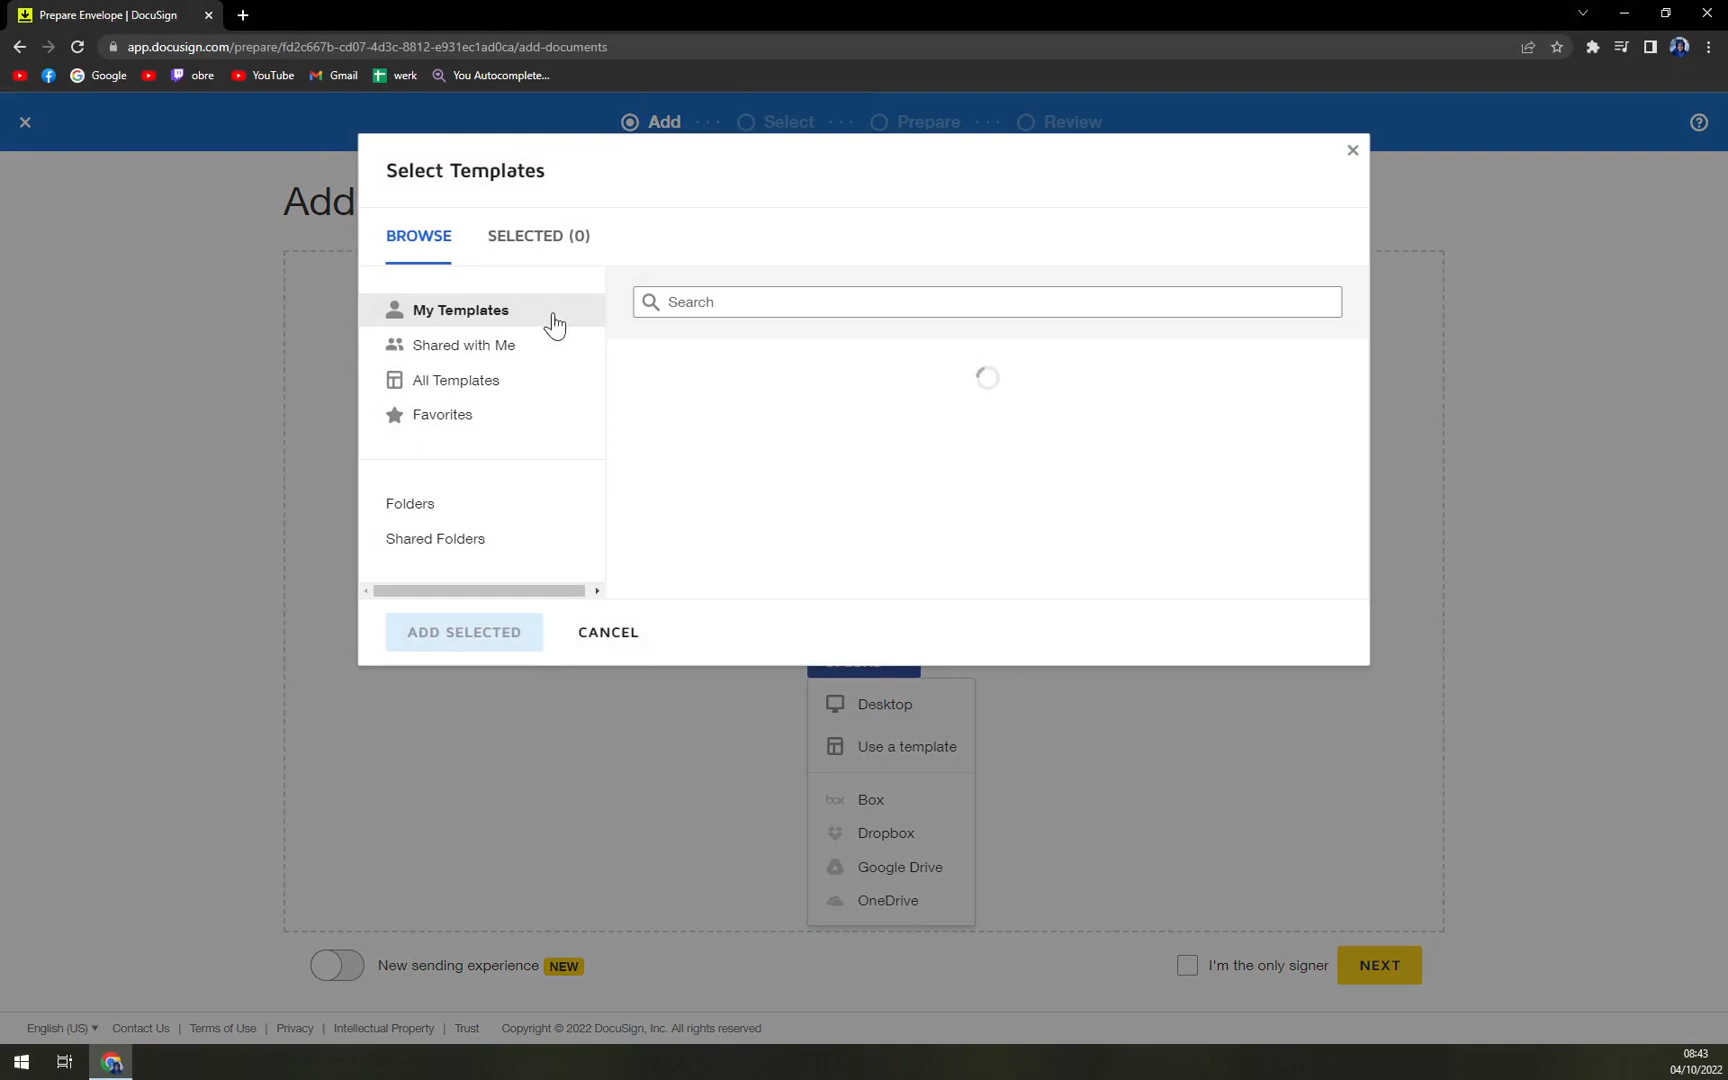 Prepare Envelope | DocuSign
app.docusign.com/prepare/fd2c667b-cd07-4d3c-8812-e931ec1ad0ca/add-documents
Google
obre
YouTube
Gmail
werk
You Autocomplete...
Add
Select
Prepare
Review
Add
Select Templates
BROWSE
SELECTED (0)
My Templates
Shared with Me
All Templates
Favorites
Folders
Shared Folders
Search
ADD SELECTED
CANCEL
Desktop
Use a template
box
Box
Dropbox
Google Drive
OneDrive
New sending experience NEW
I'm the only signer
NEXT
English (US) ▾ Contact Us | Terms of Use | Privacy | Intellectual Property | Trust Copyright © 2022 DocuSign, Inc. All rights reserved
08:43
04/10/2022